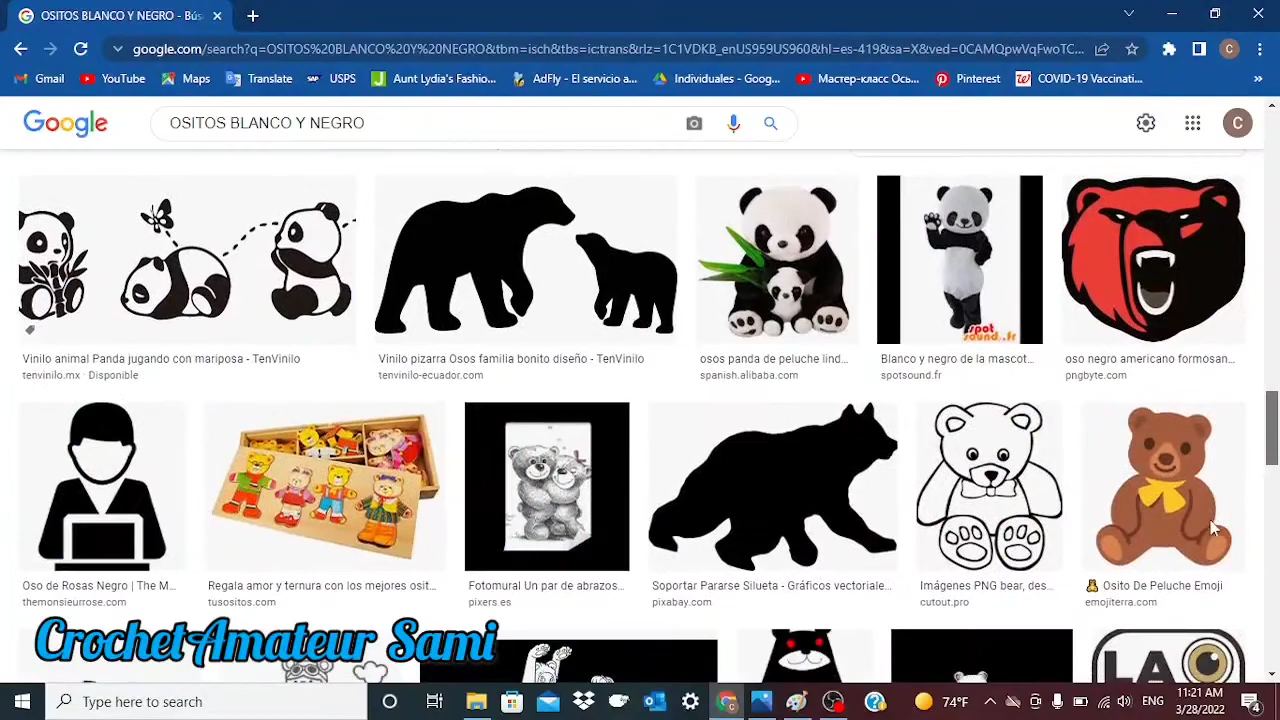 OSITOS BLANCO Y NEGRO - Bús
google.com/search?q=OSITOS%20BLANCO%20Y%20NEGRO&tbm=isch&tbs=ic:trans&rlz=1C1VDKB_enUS959US960&hl=es-419&sa=X&ved=0CAMQpwVqFwoTC...
Gmail YouTube Maps Translate USPS Aunt Lydia's Fashio... AdFly - El servicio a... Individuales - Goog... Мастер-класс Ось... Pinterest COVID-19 Vaccinati... »
Google OSITOS BLANCO Y NEGRO C
spot sound.fr
Vinilo animal Panda jugando con mariposa - TenVinilo
tenvinilo.mx · Disponible
Vinilo pizarra Osos familia bonito diseño - TenVinilo
tenvinilo-ecuador.com
osos panda de peluche lind...
spanish.alibaba.com
Blanco y negro de la mascot...
spotsound.fr
oso negro americano formosan...
pngbyte.com
Oso de Rosas Negro | The M...
themonsieurrose.com
Regala amor y ternura con los mejores osit...
tusositos.com
Fotomural Un par de abrazos...
pixers.es
Soportar Pararse Silueta - Gráficos vectoriale...
pixabay.com
Imágenes PNG bear, des...
cutout.pro
Osito De Peluche Emoji
emojiterra.com
CrochetAmateur Sami
LA
Type here to search
74°F ENG 11:21 AM
3/28/2022
4